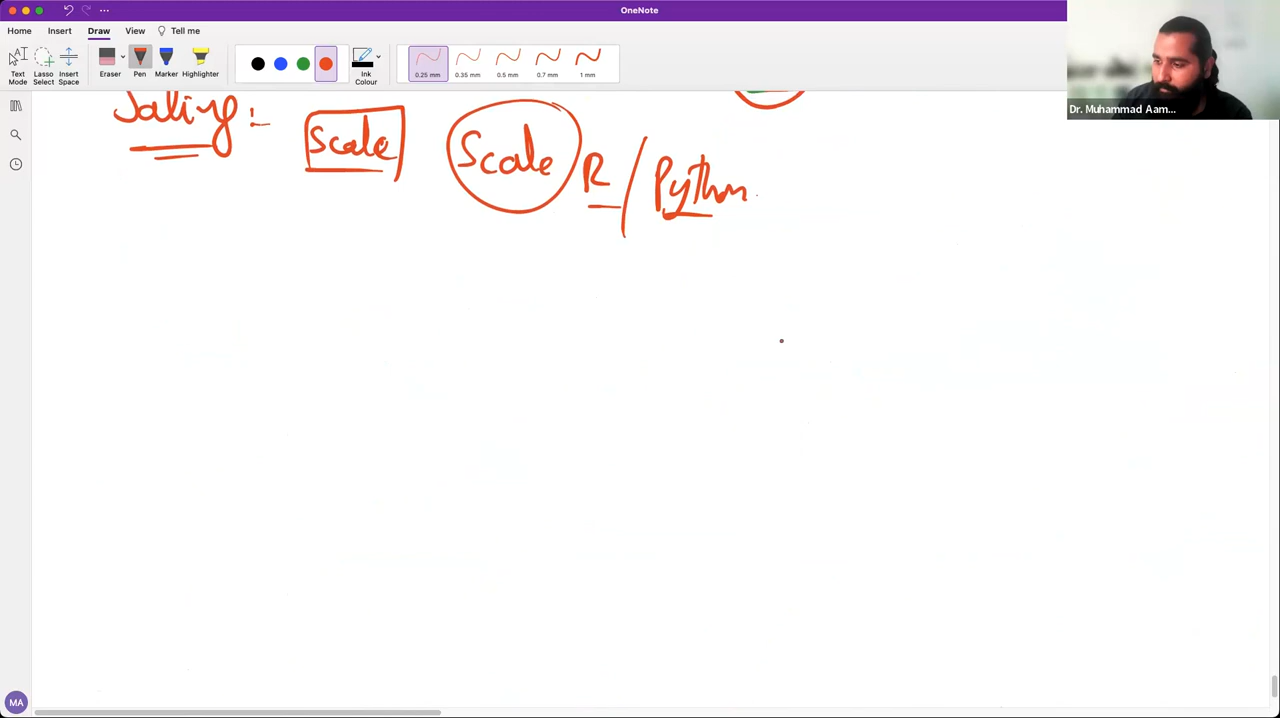 OneNote
Home Insert Draw View Tell me
Text Mode
Lasso Select
Insert Space
Eraser
Pen
Marker
Highlighter
Ink Colour
0.25 mm
0.35 mm
0.5 mm
0.7 mm
1 mm
Dr. Muhammad Aam...
Scale Scale R / Python
MA